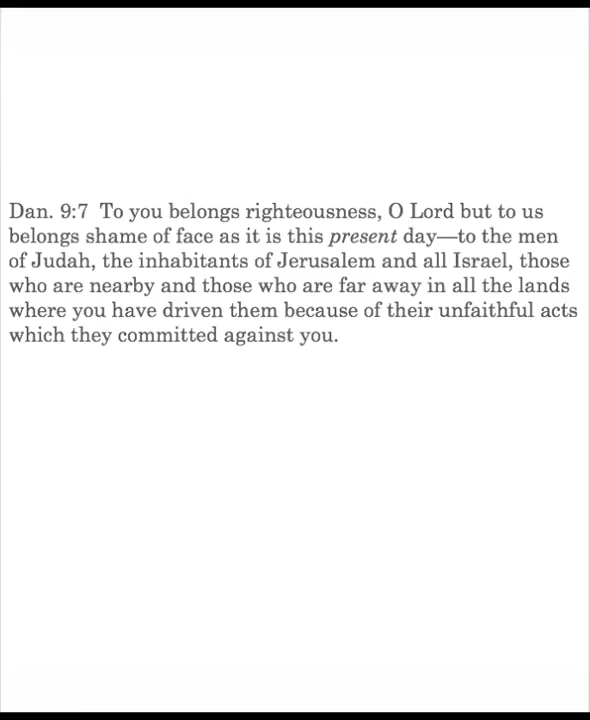 Dan. 9:7  To you belongs righteousness, O Lord but to us
belongs shame of face as it is this present day—to the men
of Judah, the inhabitants of Jerusalem and all Israel, those
who are nearby and those who are far away in all the lands
where you have driven them because of their unfaithful acts
which they committed against you.